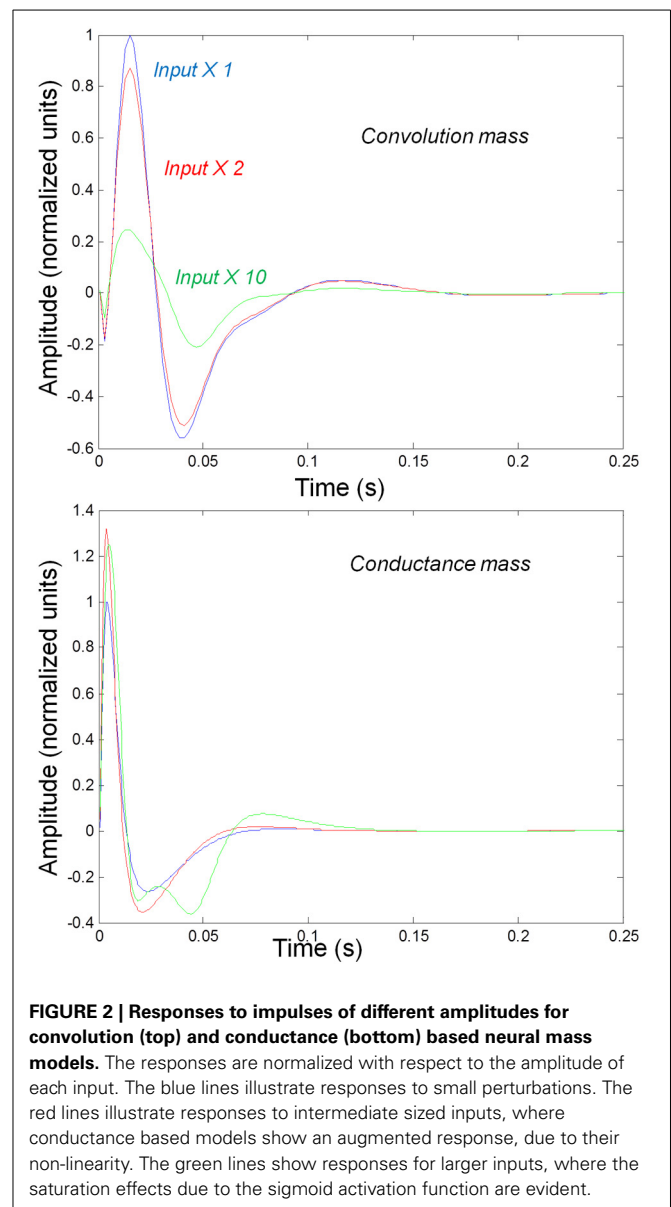 1
Input X 1
0.8
Convolution mass
0.6
Input X 2
0.4
0.2
Input X 10
0
-0.2
-0.4
-0.6
Amplitude (normalized units)
0 0.05 0.1 0.15 0.2 0.25
Time (s)
1.4
1.2
Conductance mass
1
0.8
0.6
0.4
0.2
0
-0.2
-0.4
Amplitude (normalized units)
0 0.05 0.1 0.15 0.2 0.25
Time (s)
FIGURE 2 | Responses to impulses of different amplitudes for
convolution (top) and conductance (bottom) based neural mass
models. The responses are normalized with respect to the amplitude of
each input. The blue lines illustrate responses to small perturbations. The
red lines illustrate responses to intermediate sized inputs, where
conductance based models show an augmented response, due to their
non-linearity. The green lines show responses for larger inputs, where the
saturation effects due to the sigmoid activation function are evident.